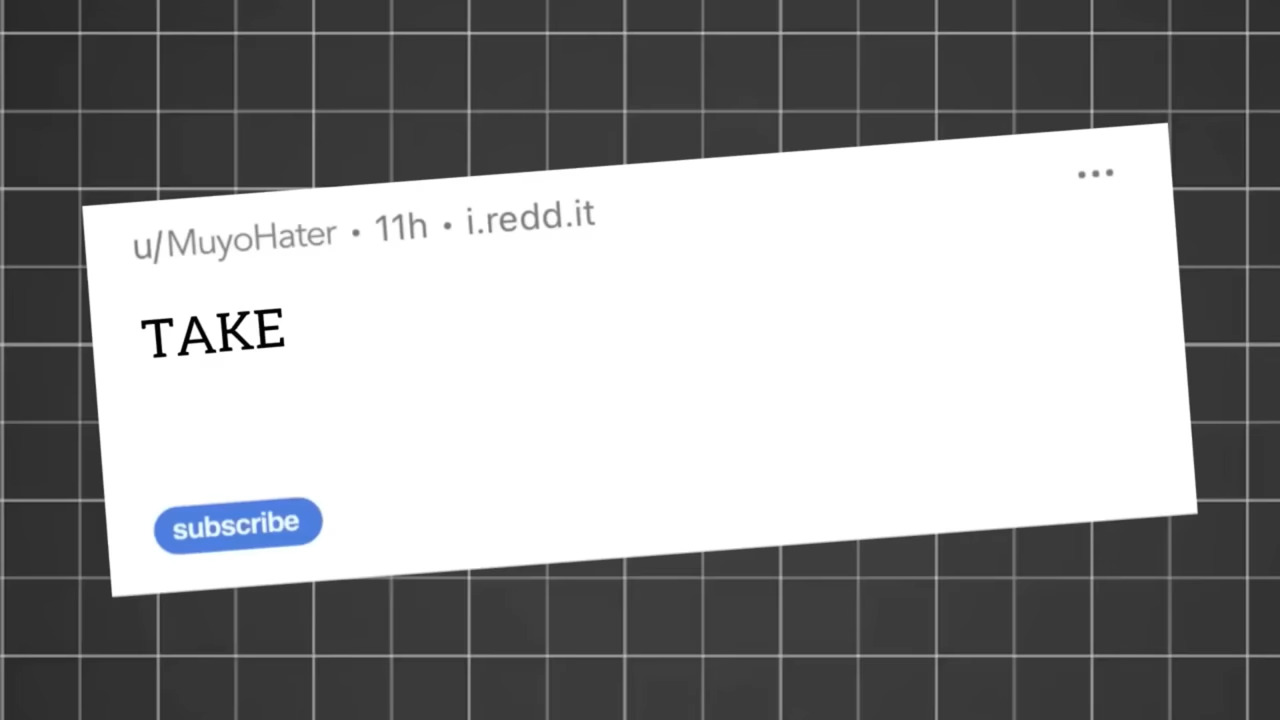 u/MuyoHater • 11h • i.redd.it
TAKE
subscribe